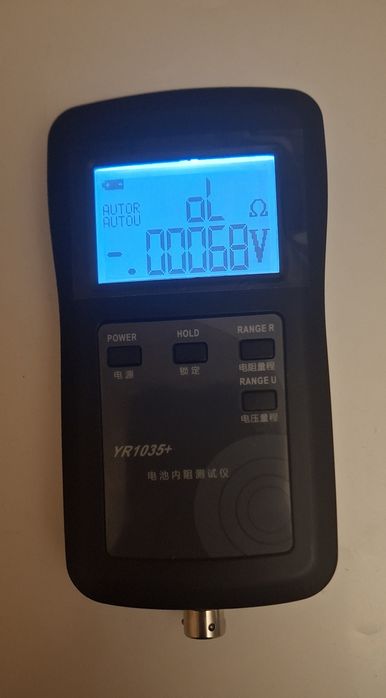 AUTOR
AUTOU
oL Ω
-.00068V
POWER
电源
HOLD
锁定
RANGE R
电阻量程
RANGE U
电压量程
YR1035+
电池内阻测试仪